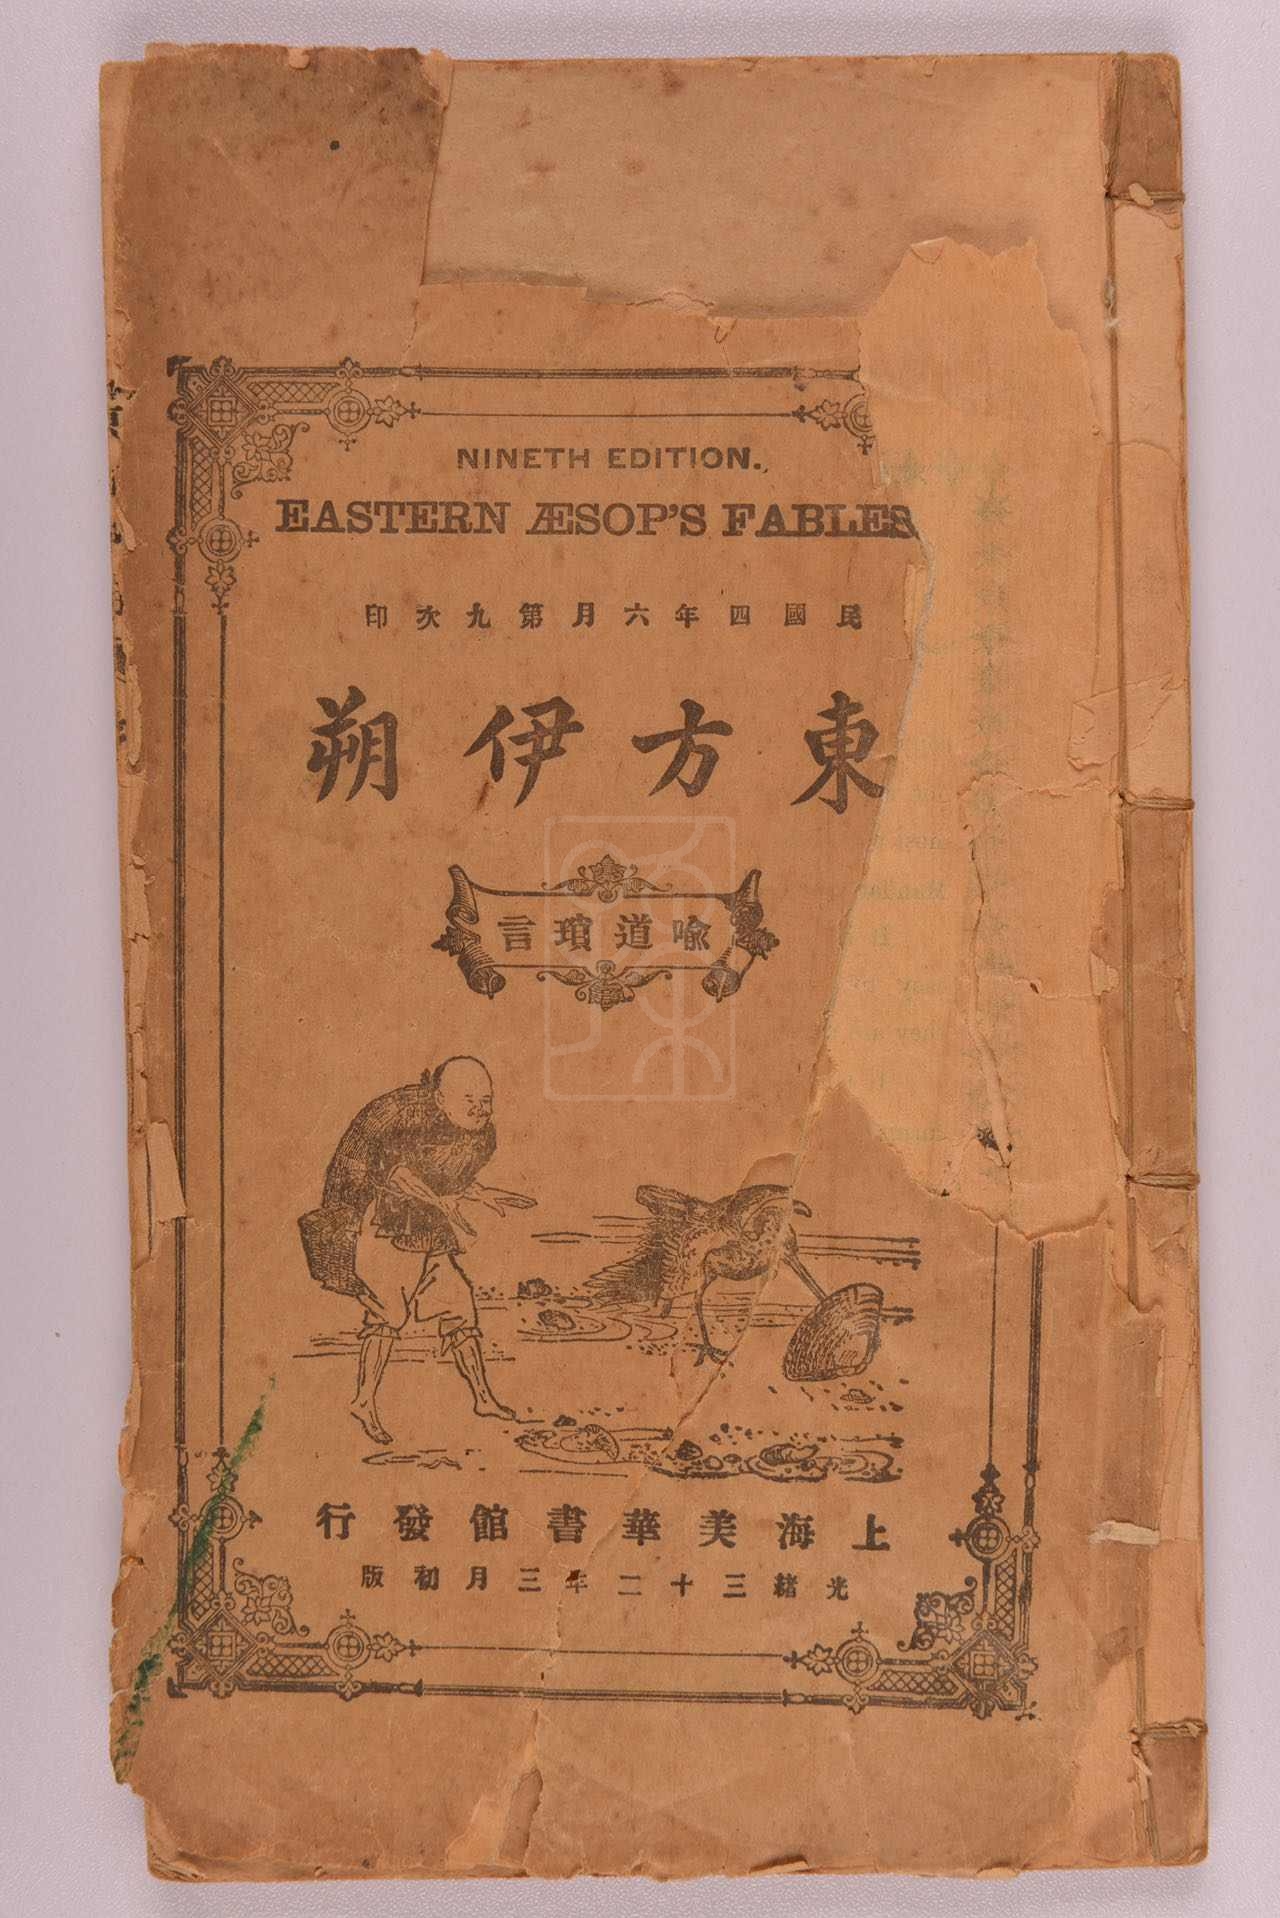 NINETH EDITION.
EASTERN ÆSOP'S FABLES
民國四年六月第九次印
東方伊朔
喩道瑣言
上海美華書館發行
光緒三十二年三月初版